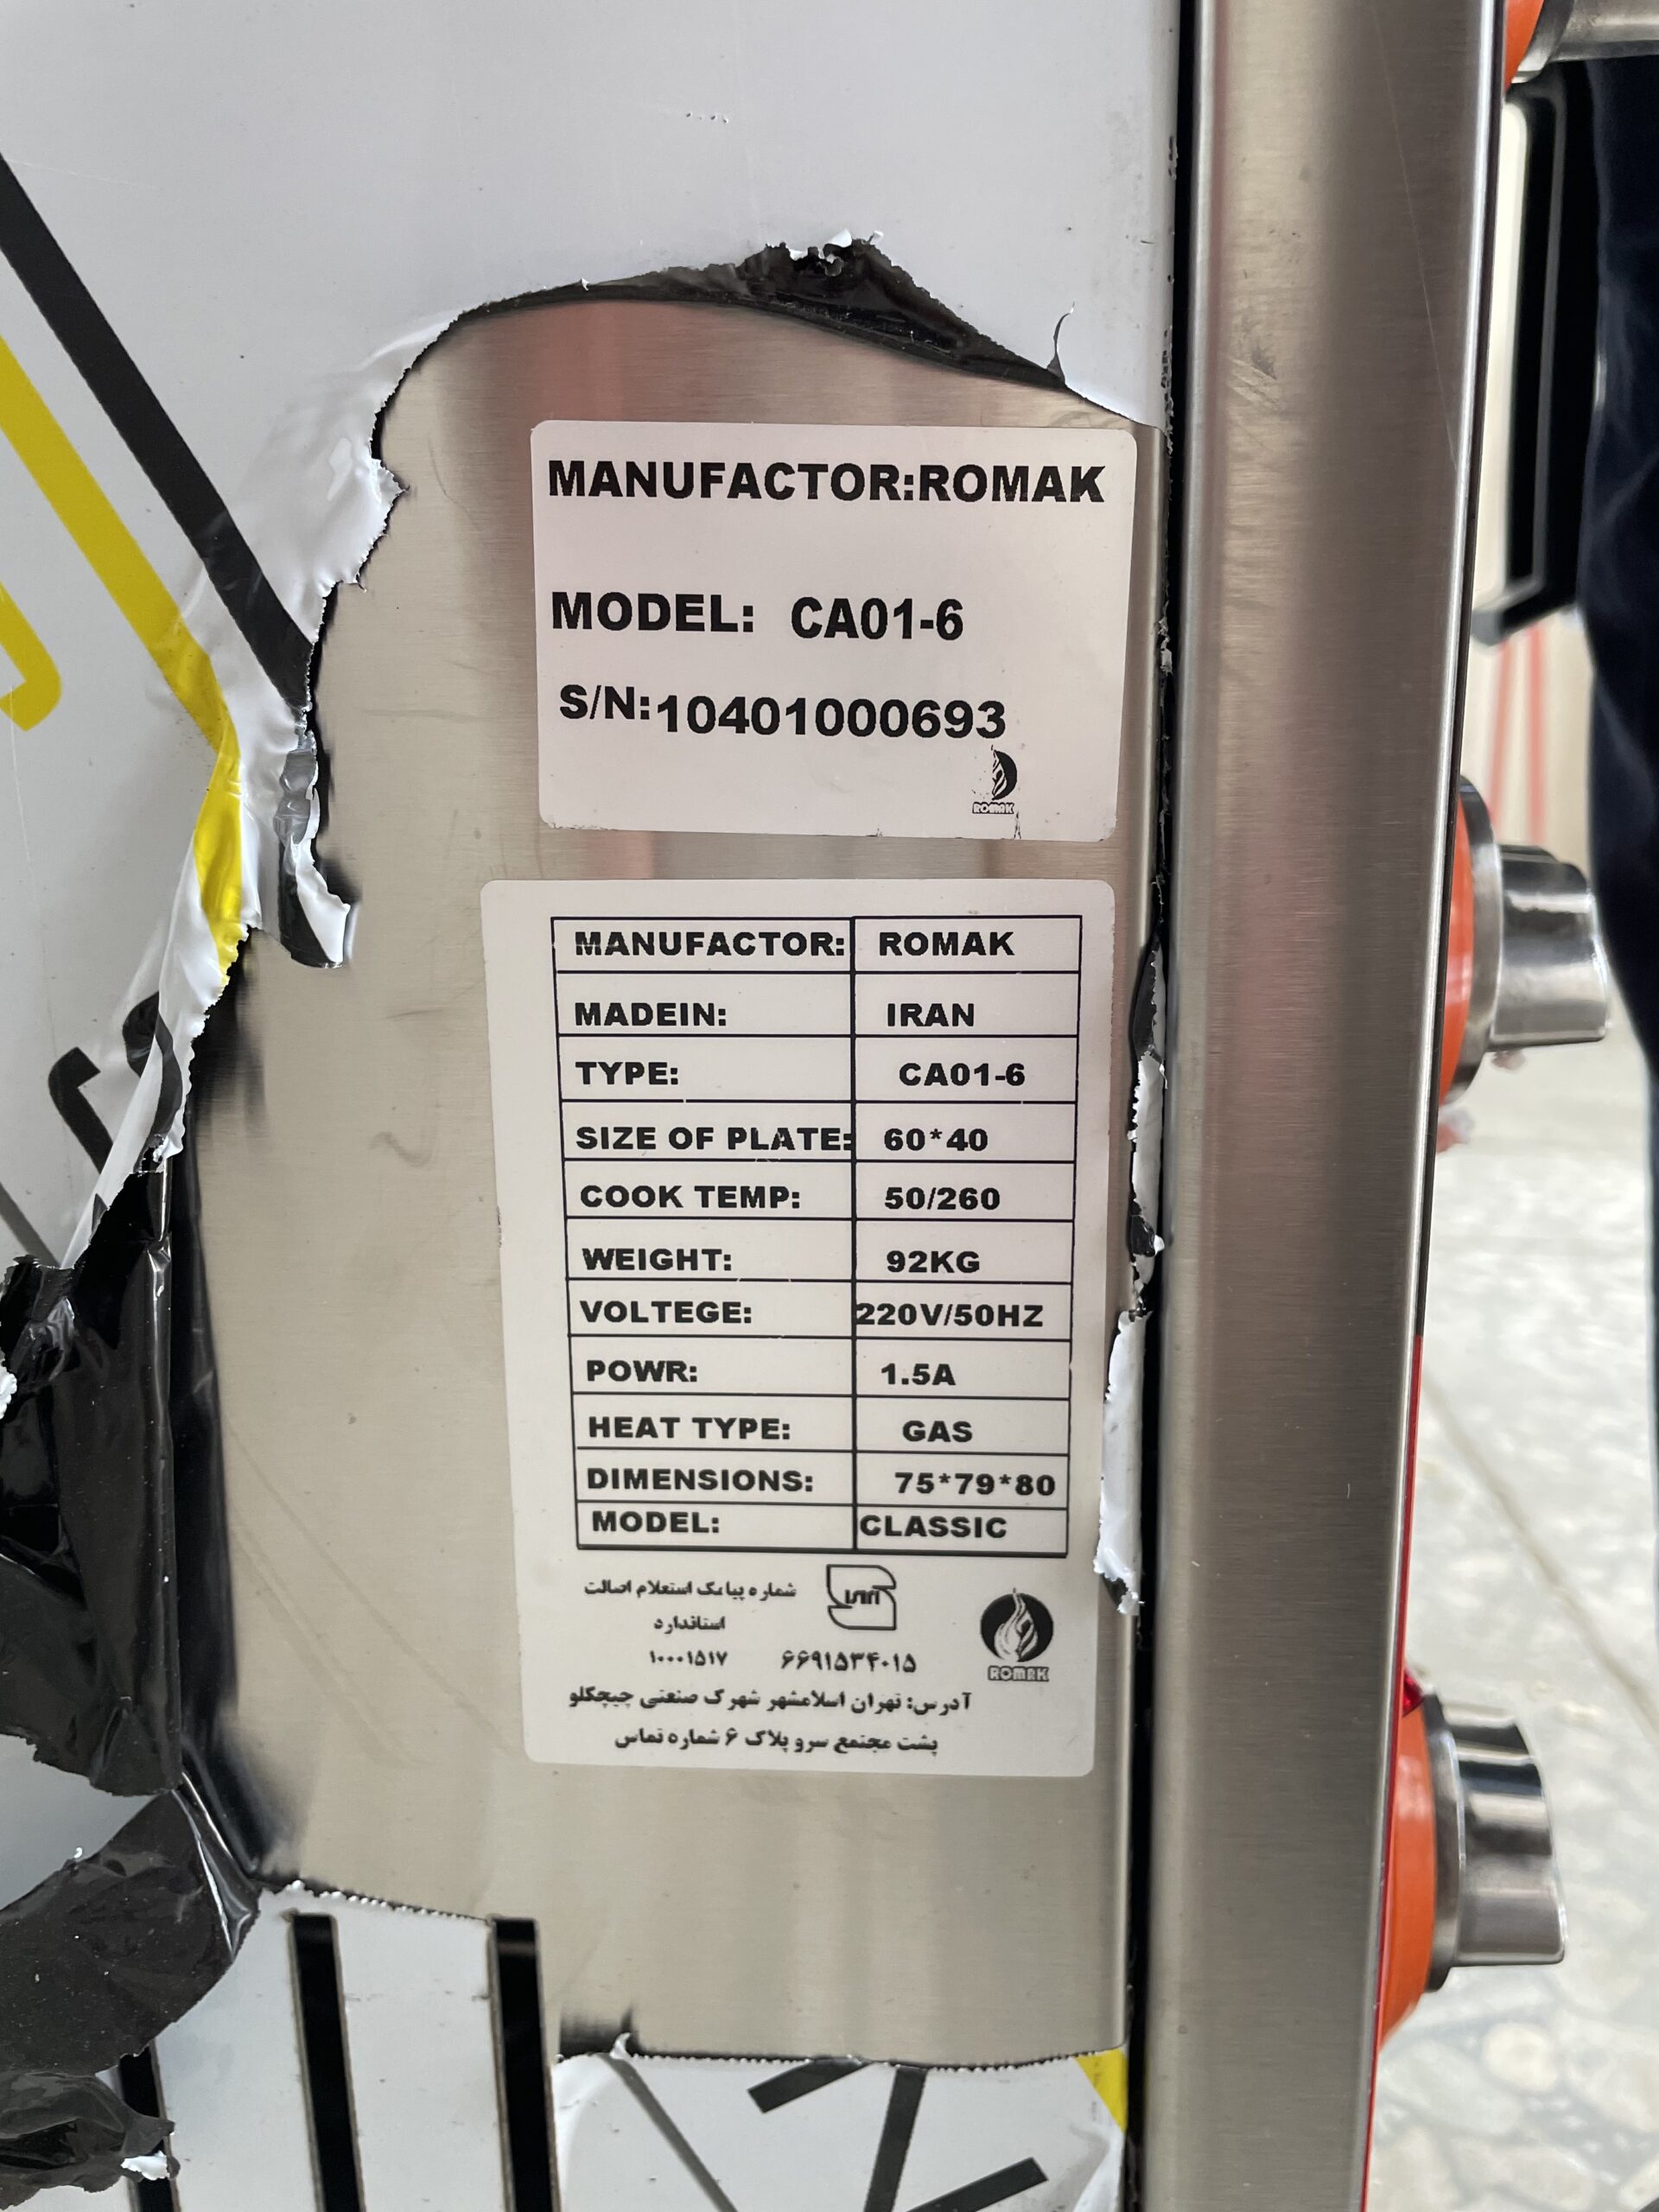 MANUFACTOR:ROMAK
MODEL: CA01-6
S/N:10401000693
ROMAK
MANUFACTOR: ROMAK
MADEIN: IRAN
TYPE: CA01-6
SIZE OF PLATE: 60*40
COOK TEMP: 50/260
WEIGHT: 92KG
VOLTEGE: 220V/50HZ
POWR: 1.5A
HEAT TYPE: GAS
DIMENSIONS: 75*79*80
MODEL: CLASSIC
شماره پیامک استعلام اصالت
استاندارد
۱۰۰۰۱۵۱۷
۶۶۹۱۵۳۴۰۱۵
ROMAK
آدرس: تهران اسلامشهر شهرک صنعتی چیچکلو
پشت مجتمع سرو پلاک ۶ شماره تماس